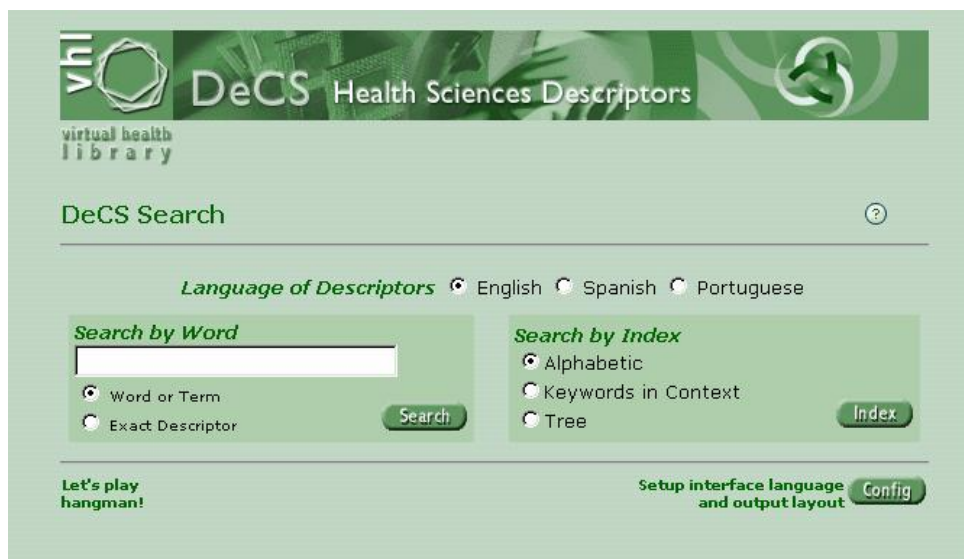 vhl
DeCS Health Sciences Descriptors
virtual health
library
DeCS Search
?
Language of Descriptors English Spanish Portuguese
Search by Word
Word or Term
Exact Descriptor
Search
Search by Index
Alphabetic
Keywords in Context
Tree
Index
Let's play
hangman!
Setup interface language
and output layout
Config